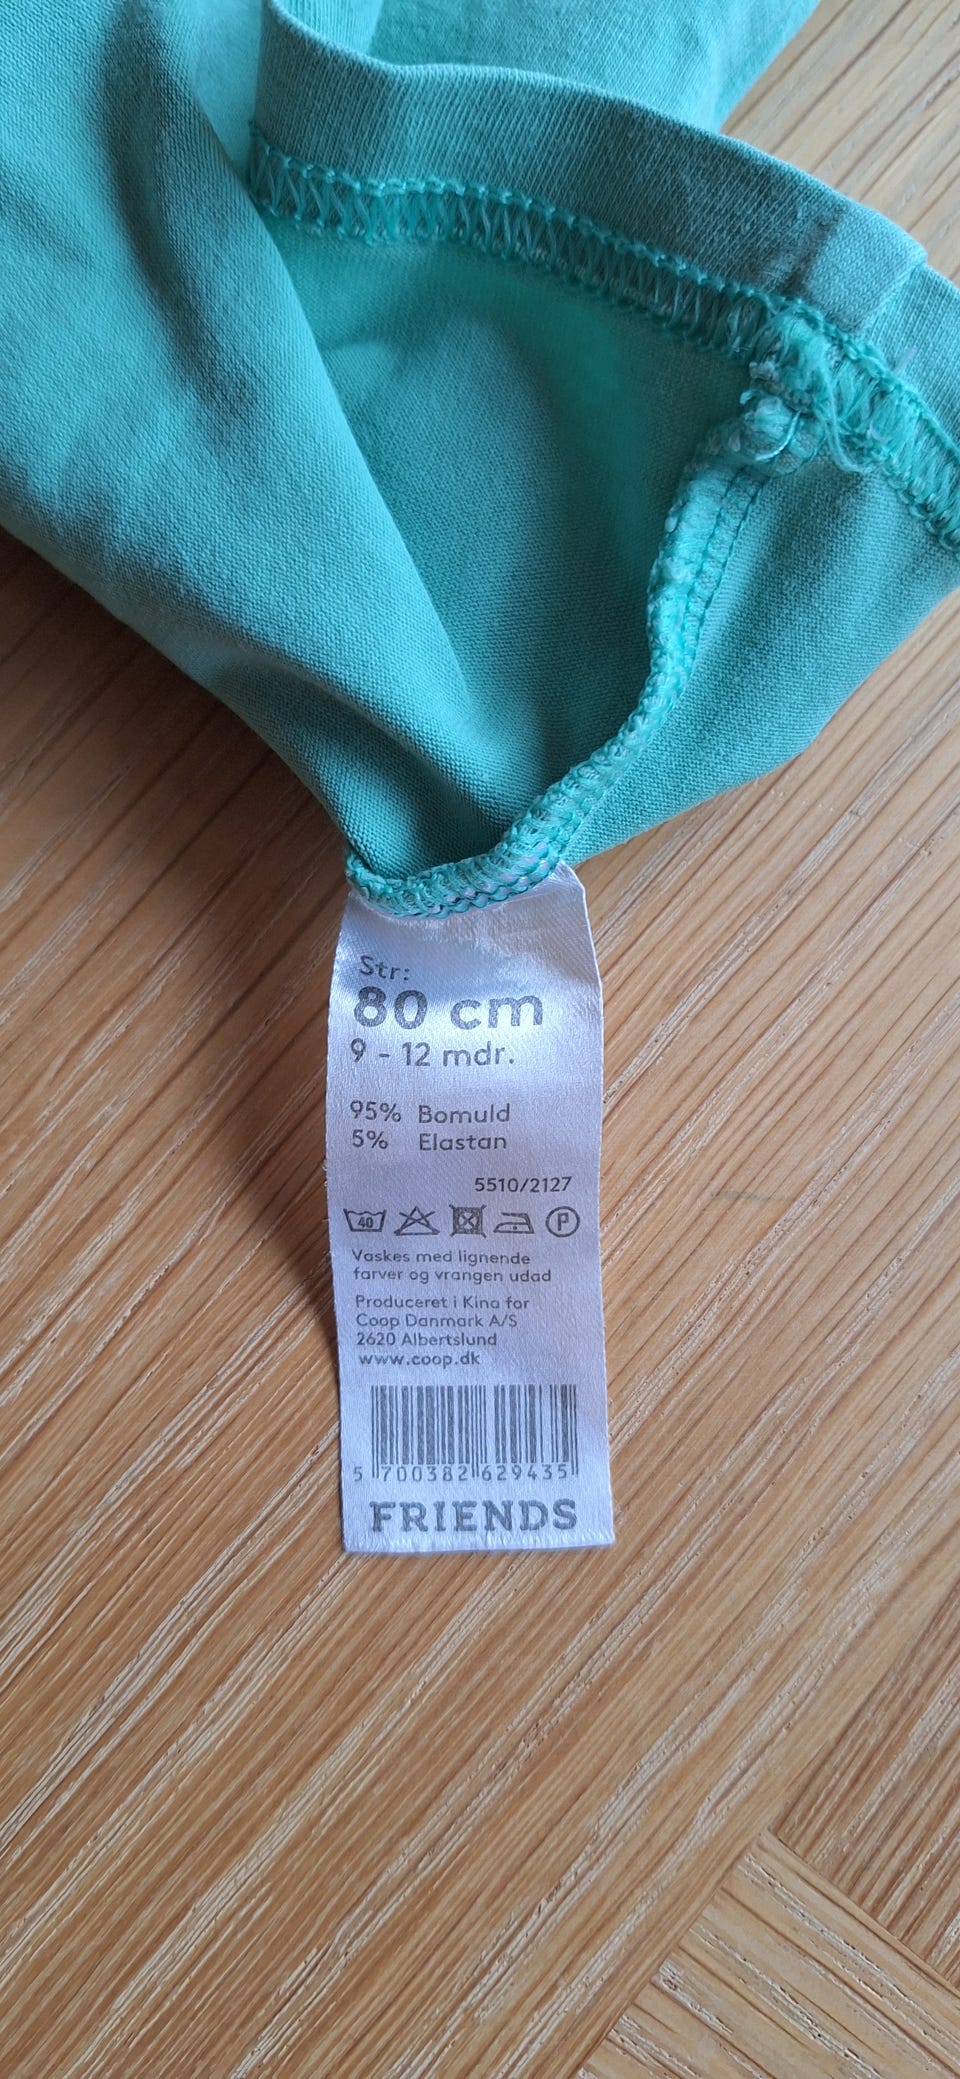 Str:
80 cm
9 - 12 mdr.
95% Bomuld
5% Elastan
5510/2127
40 P
Vaskes med lignende
farver og vrangen udad
Produceret i Kina for
Coop Danmark A/S
2620 Albertslund
www.coop.dk
5 700382 629435
FRIENDS